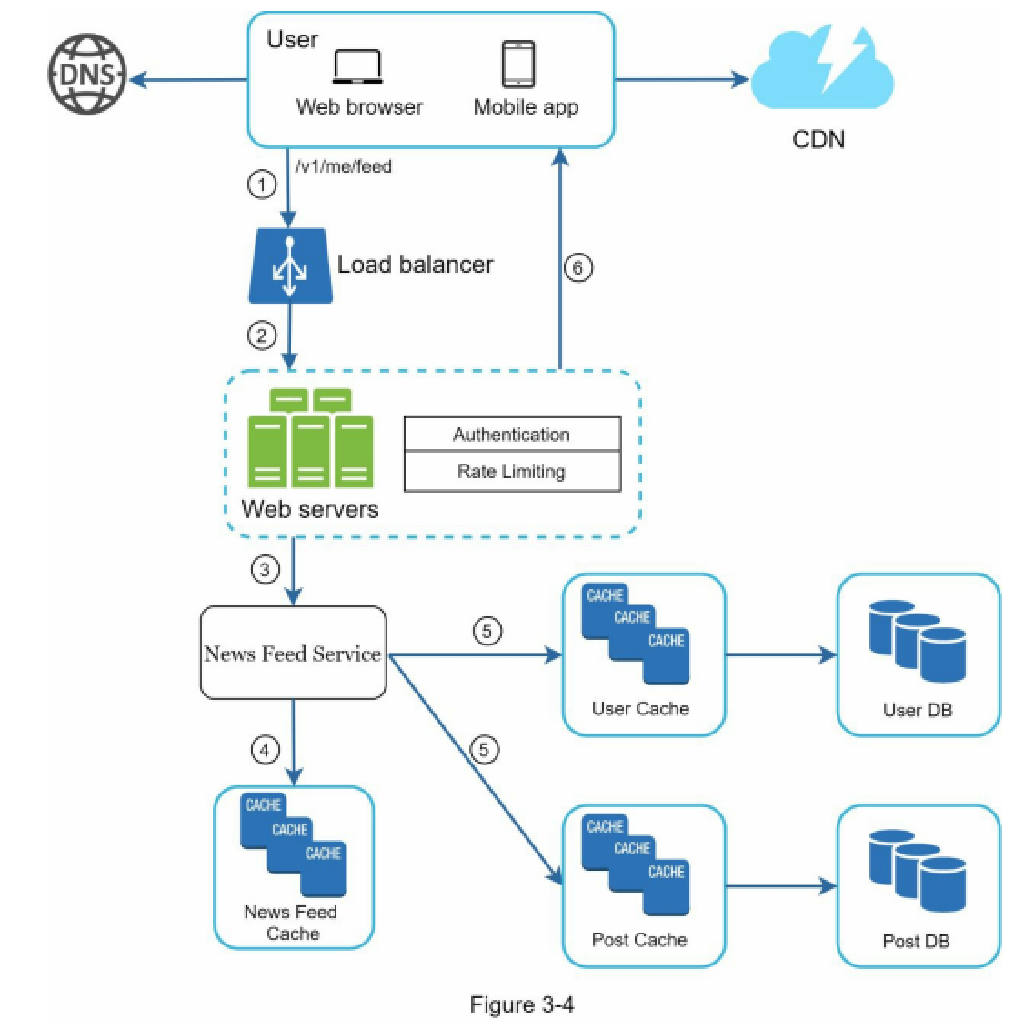 User
DNS
Web browser
Mobile app
CDN
/v1/me/feed
1
Load balancer
6
2
Authentication
Rate Limiting
Web servers
3
CACHE
CACHE
CACHE
5
News Feed Service
User Cache
User DB
4
5
CACHE
CACHE
CACHE
News Feed
Cache
CACHE
CACHE
CACHE
Post Cache
Post DB
Figure 3-4